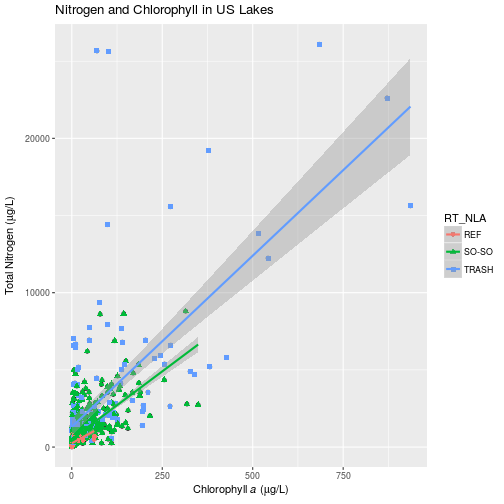 Nitrogen and Chlorophyll in US Lakes
Total Nitrogen (µg/L)
20000
10000
0
0
250
500
750
Chlorophyll a (µg/L)
RT_NLA
REF
SO-SO
TRASH